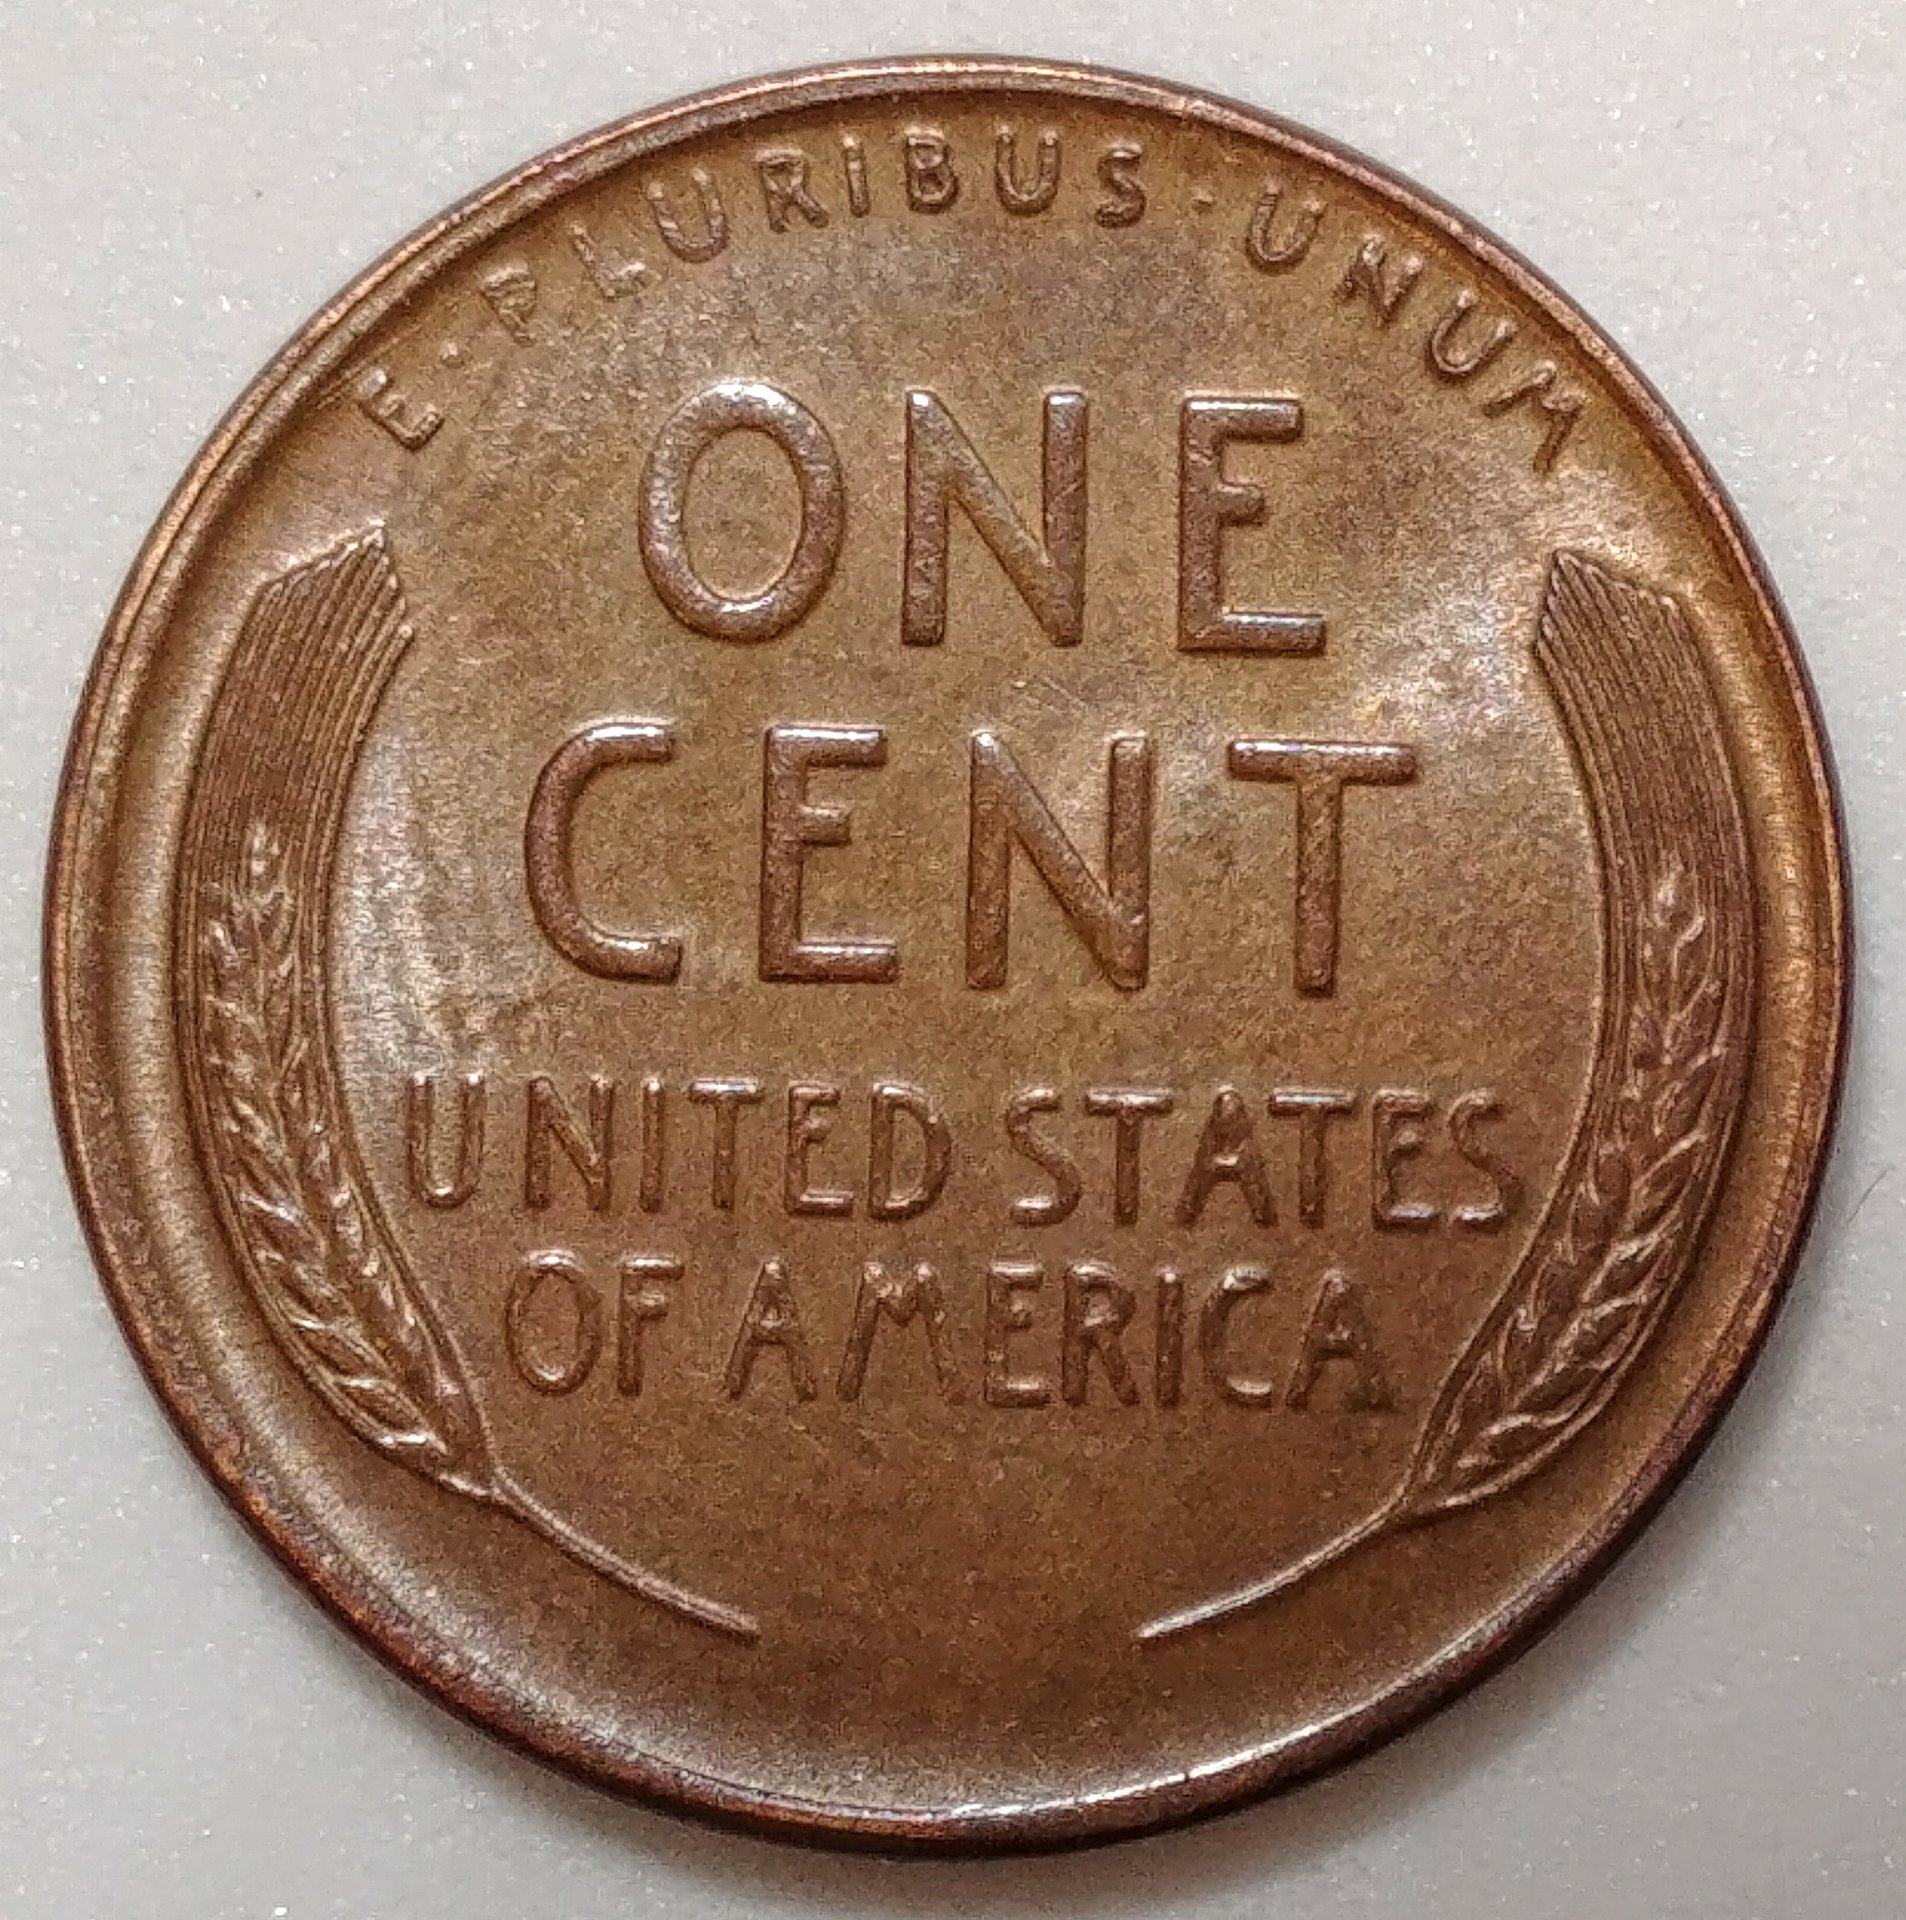 E · PLURIBUS · UNUM
ONE
CENT
UNITED STATES
OF AMERICA